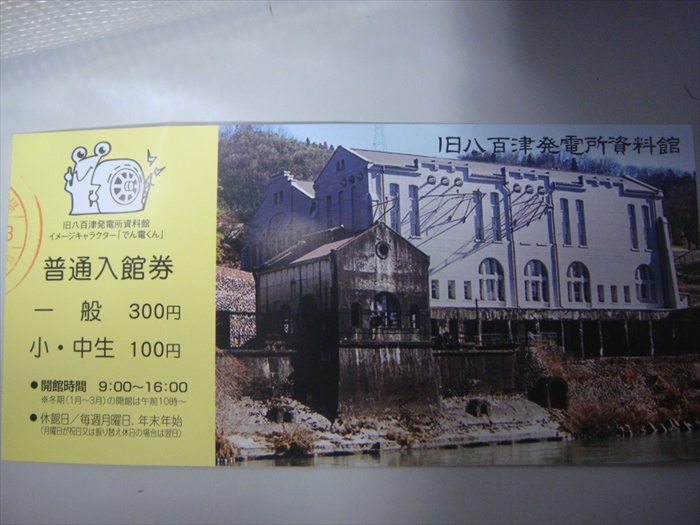 旧八百津発電所資料館
旧八百津発電所資料館
イメージキャラクター「でん電くん」
普通入館券
一　般　300円
小・中生　100円
●開館時間　9:00〜16:00
※冬期(1月〜3月)の開館は午前10時〜
●休館日／毎週月曜日、年末年始
(月曜日が祝日又は振り替え休日の場合は翌日)